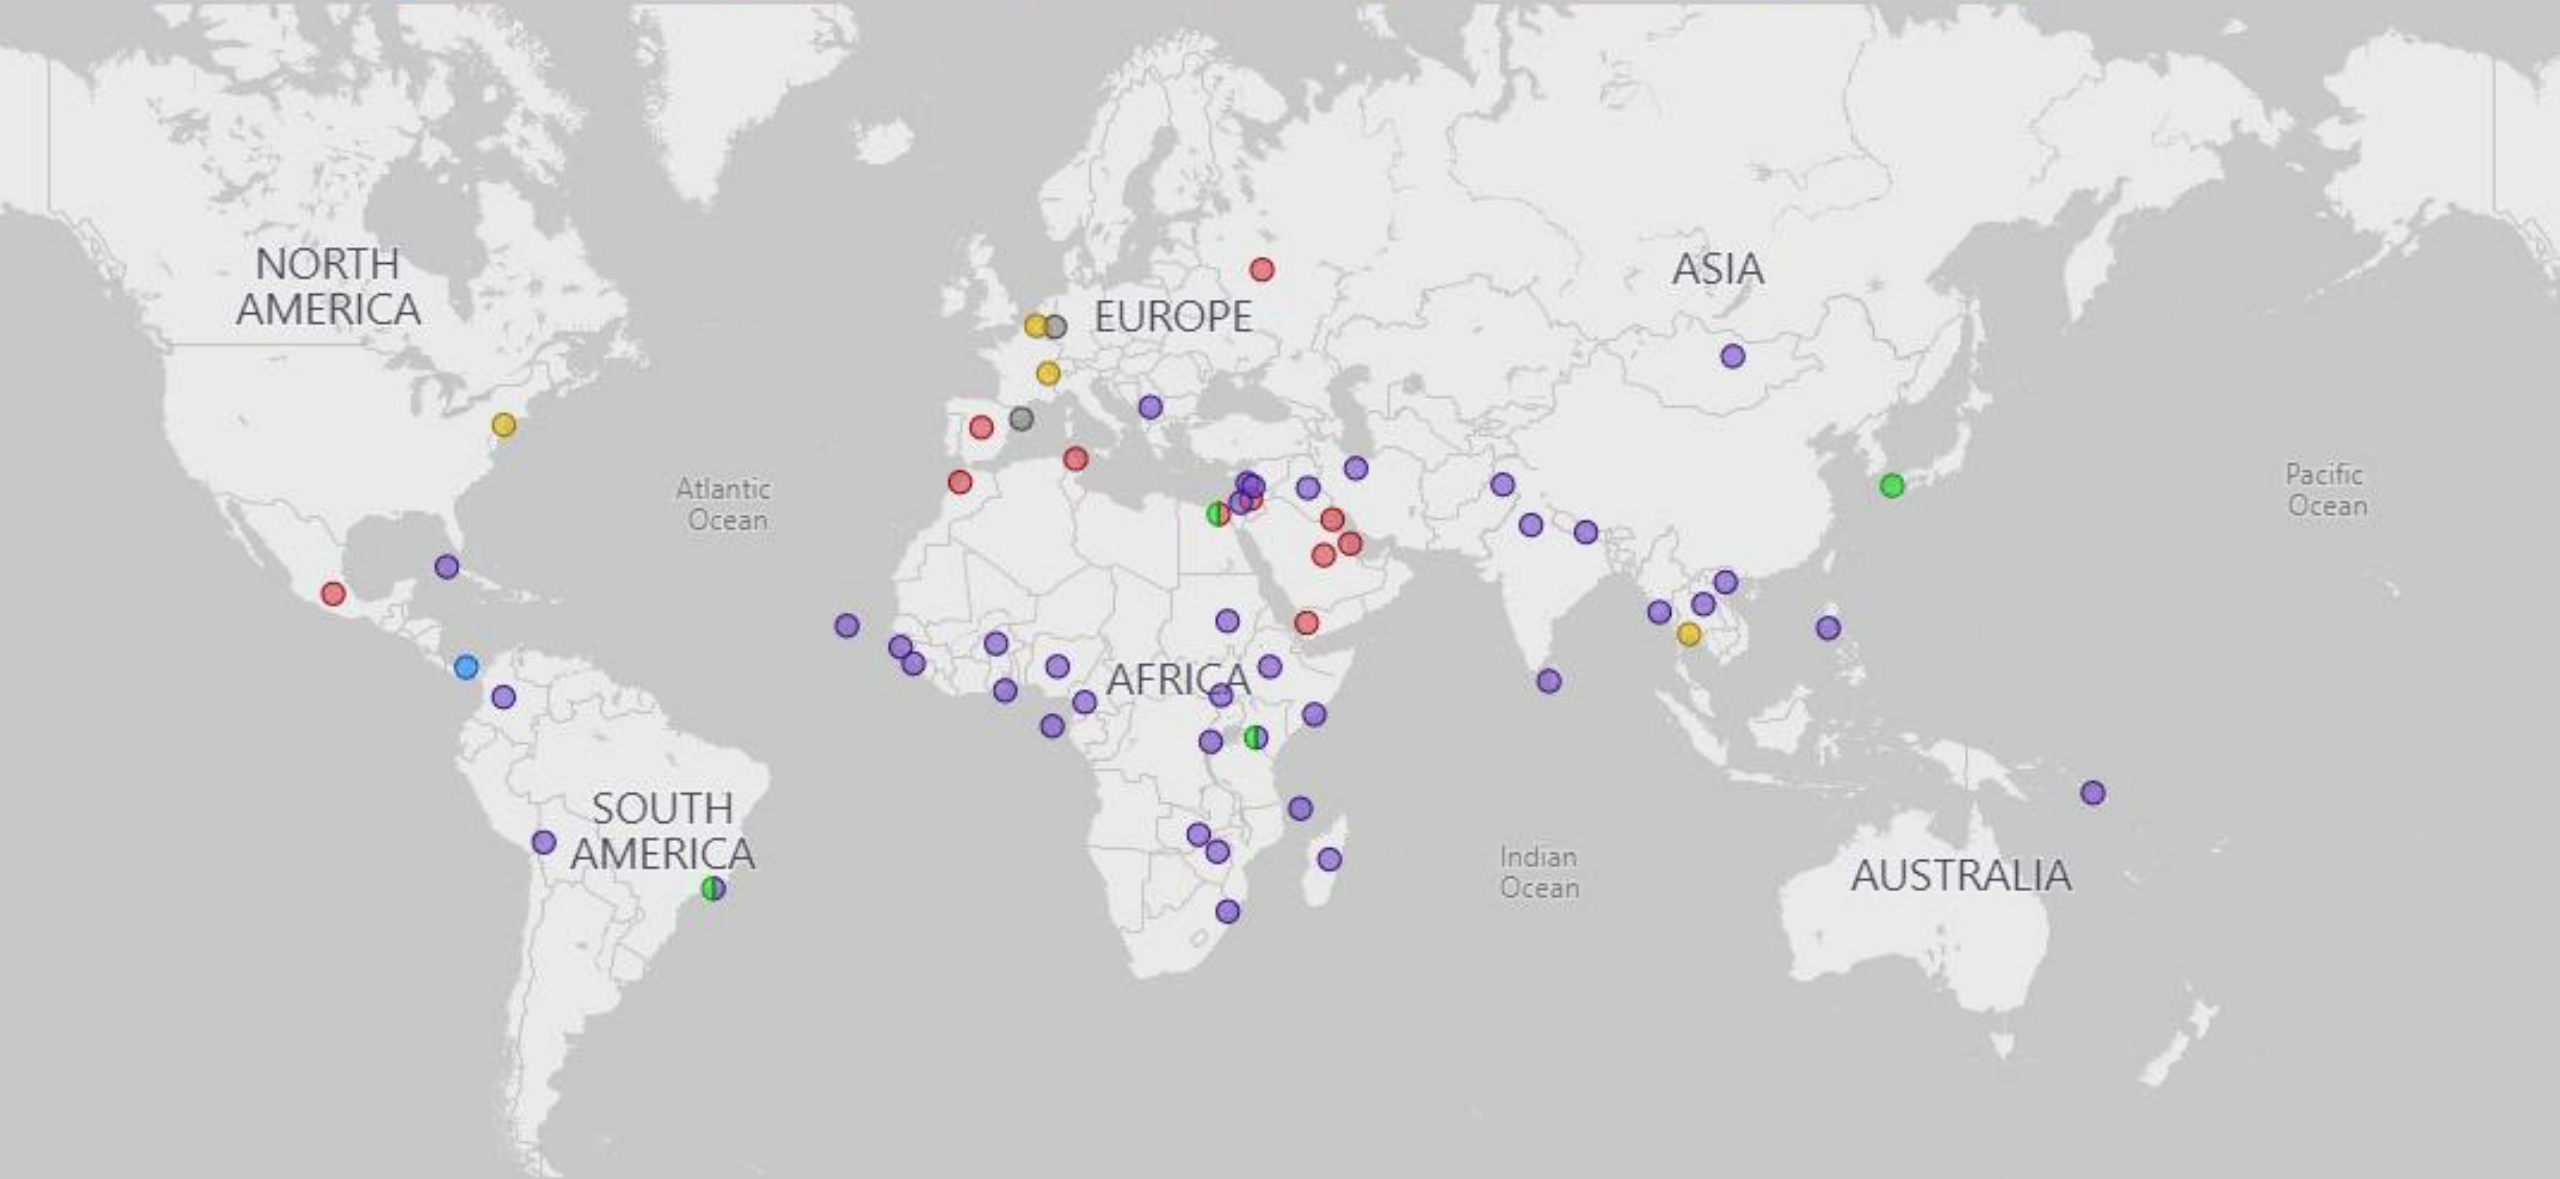 NORTH
AMERICA
EUROPE
ASIA
Atlantic
Ocean
Pacific
Ocean
AFRICA
SOUTH
AMERICA
Indian
Ocean
AUSTRALIA